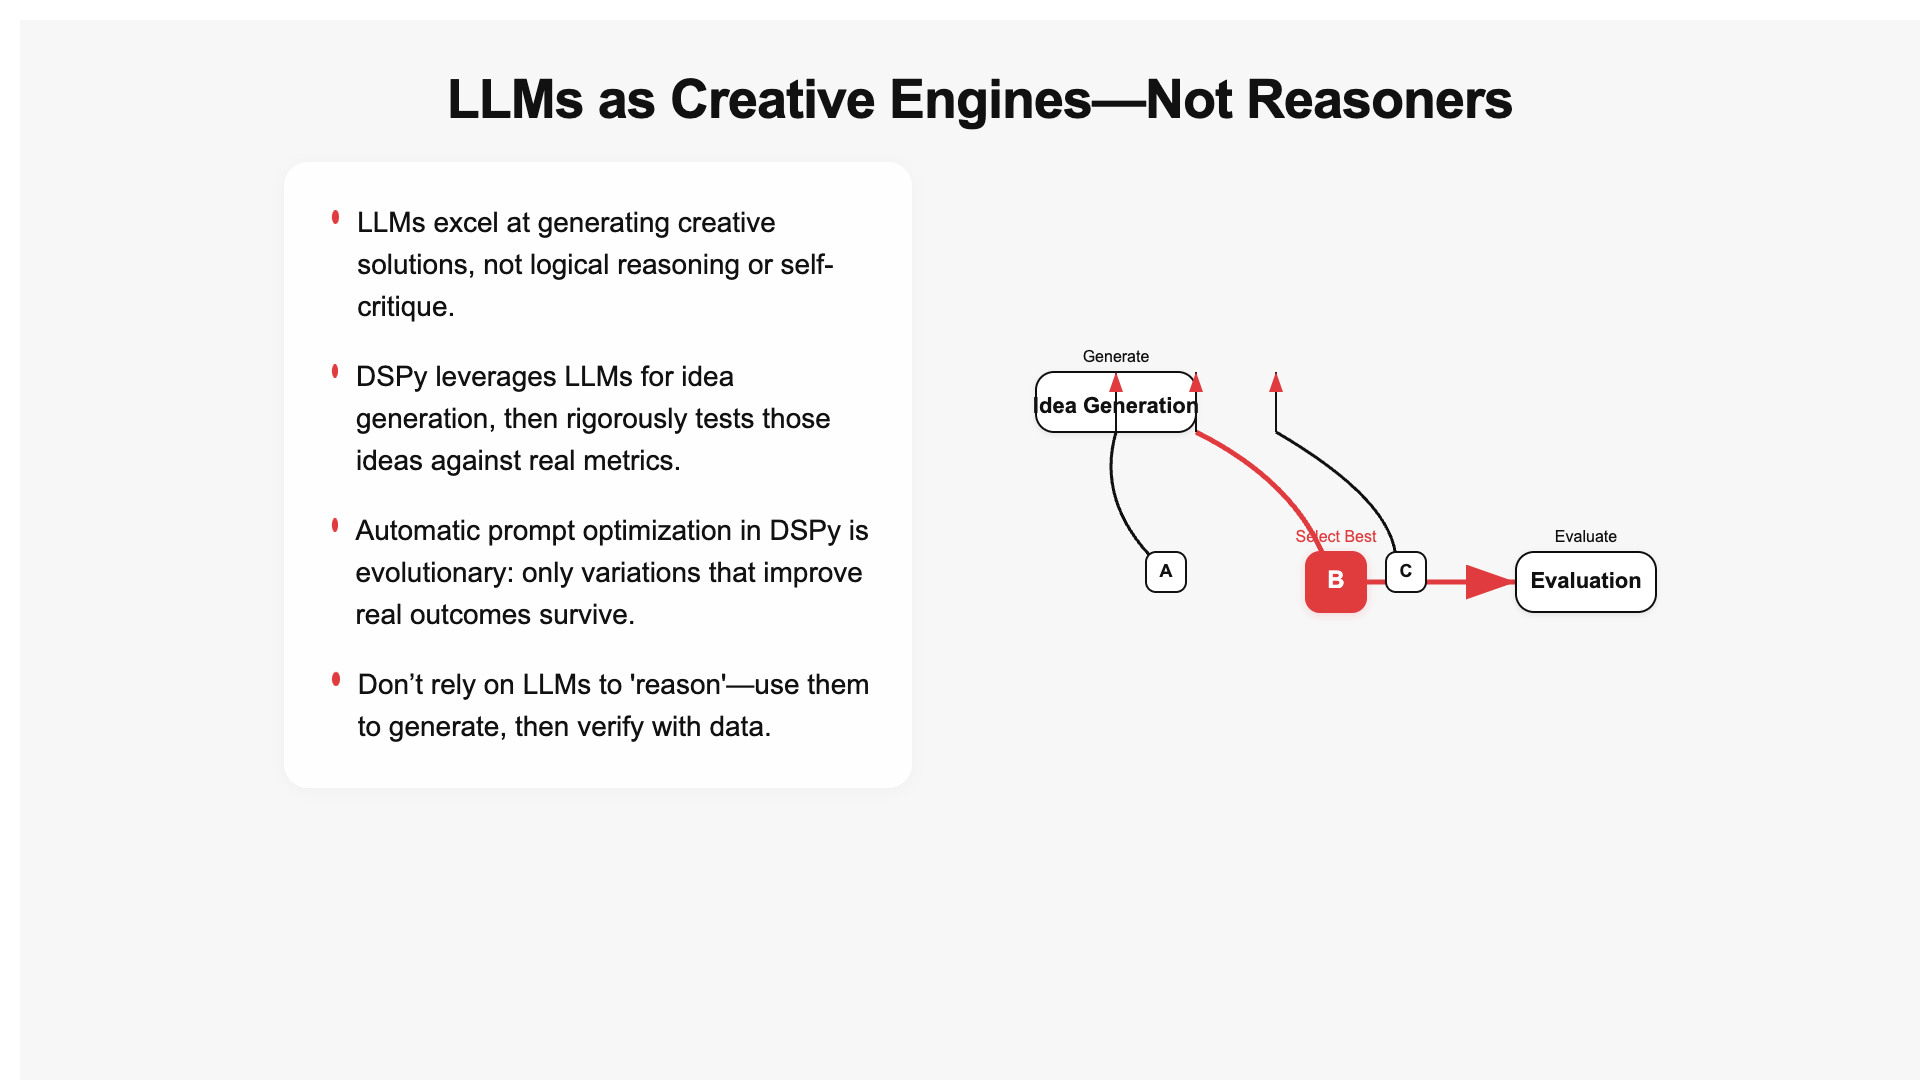 LLMs as Creative Engines—Not Reasoners
LLMs excel at generating creative
solutions, not logical reasoning or self-
critique.
DSPy leverages LLMs for idea
generation, then rigorously tests those
ideas against real metrics.
Automatic prompt optimization in DSPy is
evolutionary: only variations that improve
real outcomes survive.
Don’t rely on LLMs to 'reason'—use them
to generate, then verify with data.
Generate
Idea Generation
A
Select Best
B
C
Evaluate
Evaluation